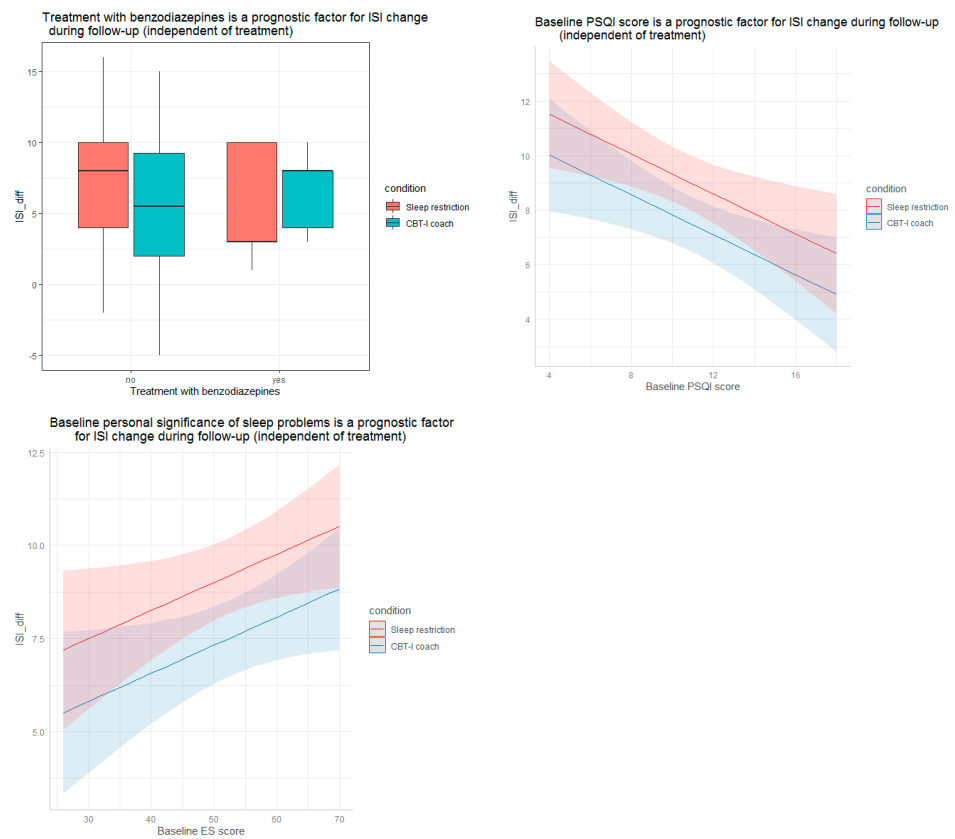 Treatment with benzodiazepines is a prognostic factor for ISI change
during follow-up (independent of treatment)
15
10
5
0
-5
ISI_diff
no
yes
Treatment with benzodiazepines
condition
Sleep restriction
CBT-I coach
Baseline PSQI score is a prognostic factor for ISI change during follow-up
(independent of treatment)
12
10
8
6
4
ISI_diff
4
8
12
16
Baseline PSQI score
condition
Sleep restriction
CBT-I coach
Baseline personal significance of sleep problems is a prognostic factor
for ISI change during follow-up (independent of treatment)
12.5
10.0
7.5
5.0
ISI_diff
30
40
50
60
70
Baseline ES score
condition
Sleep restriction
CBT-I coach